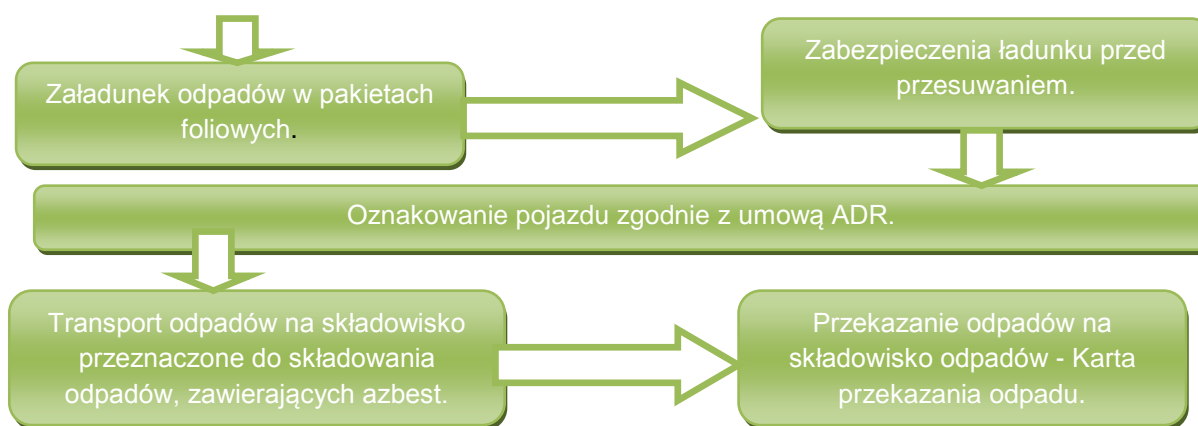 Załadunek odpadów w pakietach
foliowych.
Zabezpieczenia ładunku przed
przesuwaniem.
Oznakowanie pojazdu zgodnie z umową ADR.
Transport odpadów na składowisko
przeznaczone do składowania
odpadów, zawierających azbest.
Przekazanie odpadów na
składowisko odpadów - Karta
przekazania odpadu.